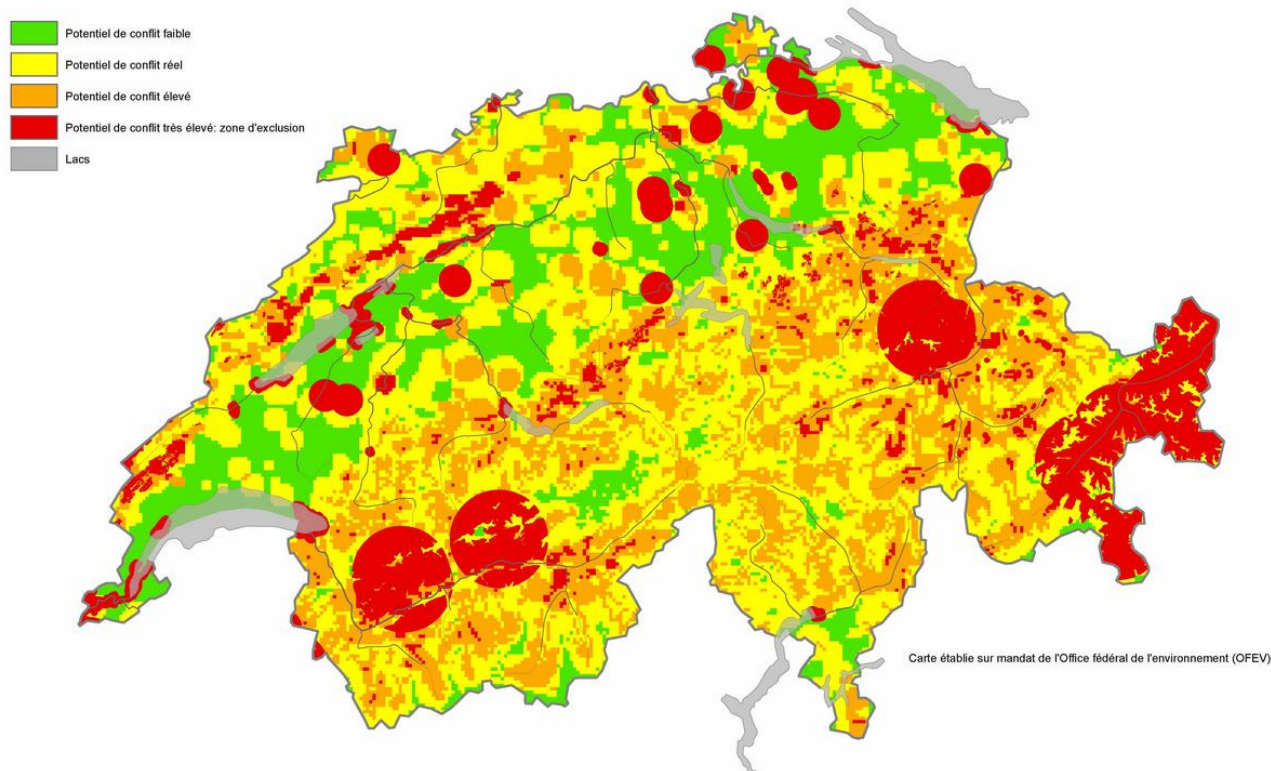 Potentiel de conflit faible
Potentiel de conflit réel
Potentiel de conflit élevé
Potentiel de conflit très élevé: zone d'exclusion
Lacs
Carte établie sur mandat de l'Office fédéral de l'environnement (OFEV)